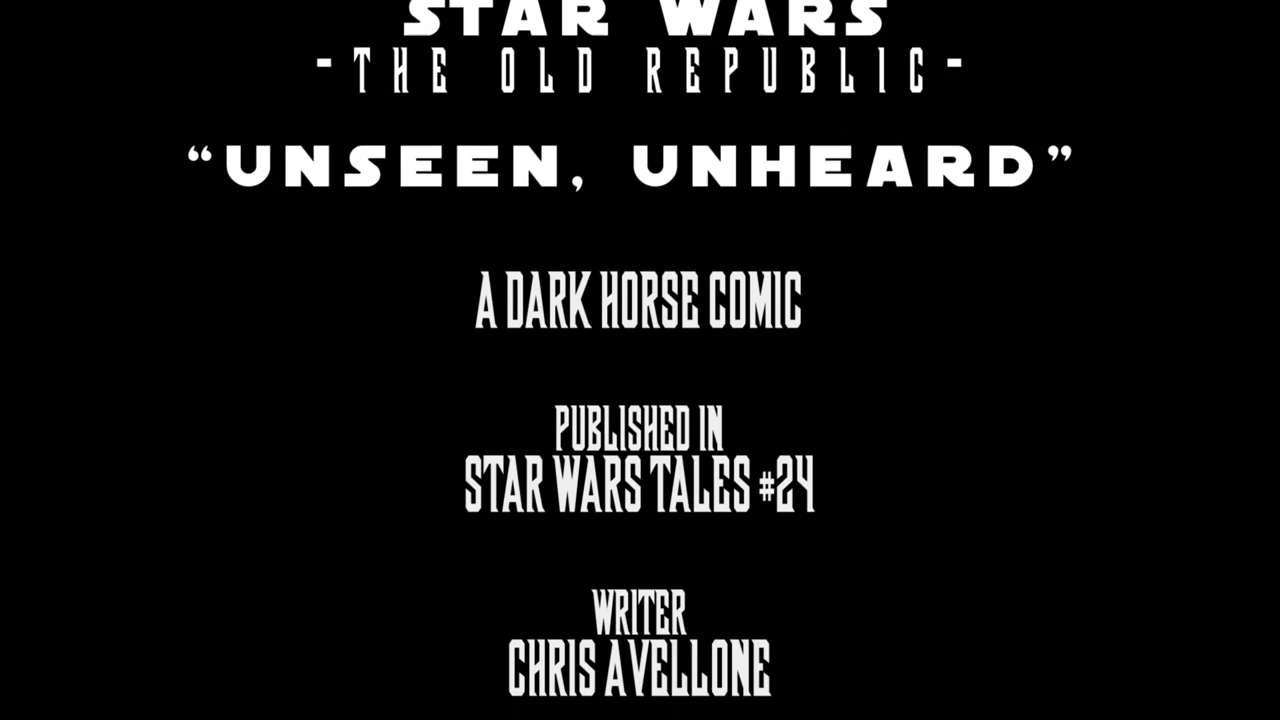 STAR WARS
-THE OLD REPUBLIC-
“UNSEEN, UNHEARD”
A DARK HORSE COMIC
PUBLISHED IN
STAR WARS TALES #24
WRITER
CHRIS AVELLONE